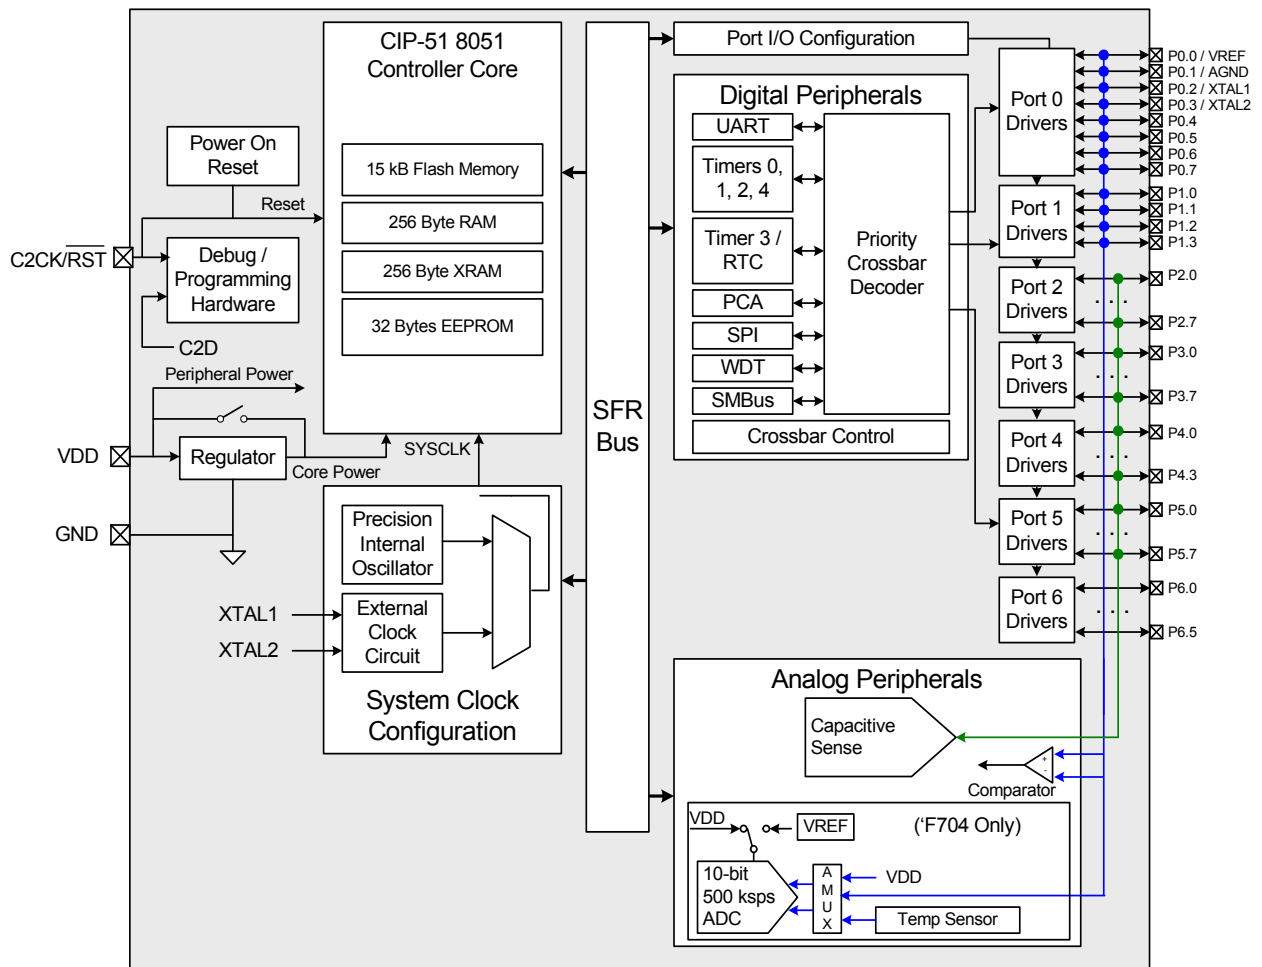 CIP-51 8051
Controller Core
15 kB Flash Memory
256 Byte RAM
256 Byte XRAM
32 Bytes EEPROM
Power On
Reset
Reset
C2CK/RST
Debug /
Programming
Hardware
C2D
Peripheral Power
VDD
Regulator
Core Power
SYSCLK
GND
Precision
Internal
Oscillator
XTAL1
XTAL2
External
Clock
Circuit
System Clock
Configuration
SFR
Bus
Port I/O Configuration
Digital Peripherals
UART
Timers 0,
1, 2, 4
Timer 3 /
RTC
PCA
SPI
WDT
SMBus
Priority
Crossbar
Decoder
Crossbar Control
Port 0
Drivers
Port 1
Drivers
Port 2
Drivers
Port 3
Drivers
Port 4
Drivers
Port 5
Drivers
Port 6
Drivers
P0.0 / VREF
P0.1 / AGND
P0.2 / XTAL1
P0.3 / XTAL2
P0.4
P0.5
P0.6
P0.7
P1.0
P1.1
P1.2
P1.3
P2.0
. . .
P2.7
P3.0
. . .
P3.7
P4.0
. . .
P4.3
P5.0
. . .
P5.7
P6.0
. . .
P6.5
Analog Peripherals
Capacitive
Sense
+
-
Comparator
VDD
VREF
('F704 Only)
10-bit
500 ksps
ADC
A
M
U
X
VDD
Temp Sensor